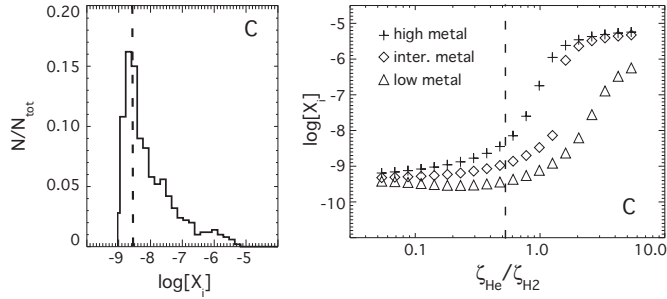 C
0.20
0.15
0.10
0.05
0
N/N_tot
-9 -8 -7 -6 -5
log[X_i]
+ high metal
◇ inter. metal
△ low metal
-5
-6
-7
-8
-9
-10
log[X_i]
C
0.1 1.0 10.0
ζ_He/ζ_H2